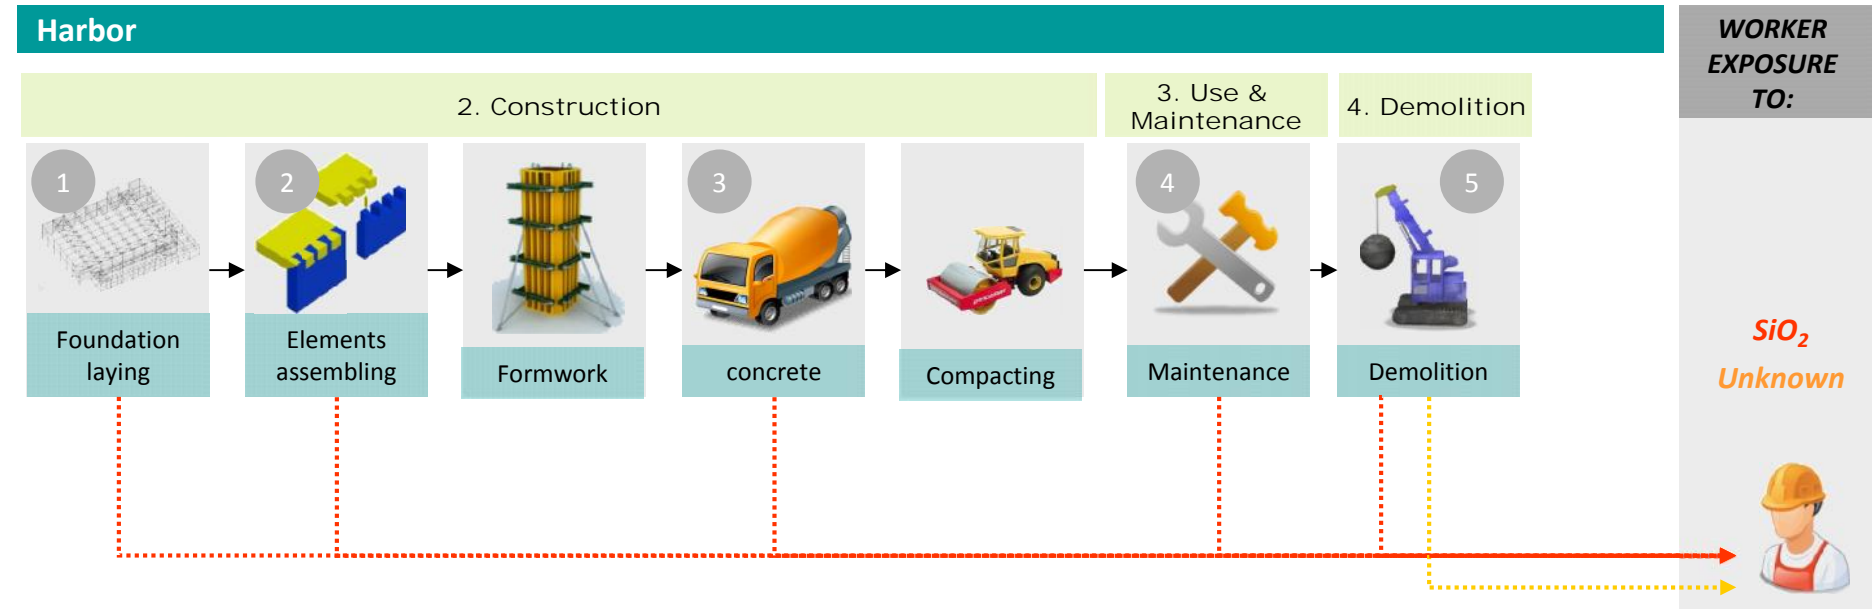 Harbor
WORKER
EXPOSURE
TO:
2. Construction
3. Use &
Maintenance
4. Demolition
1
2
3
4
5
Foundation
laying
Elements
assembling
Formwork
concrete
Compacting
Maintenance
Demolition
SiO2
Unknown